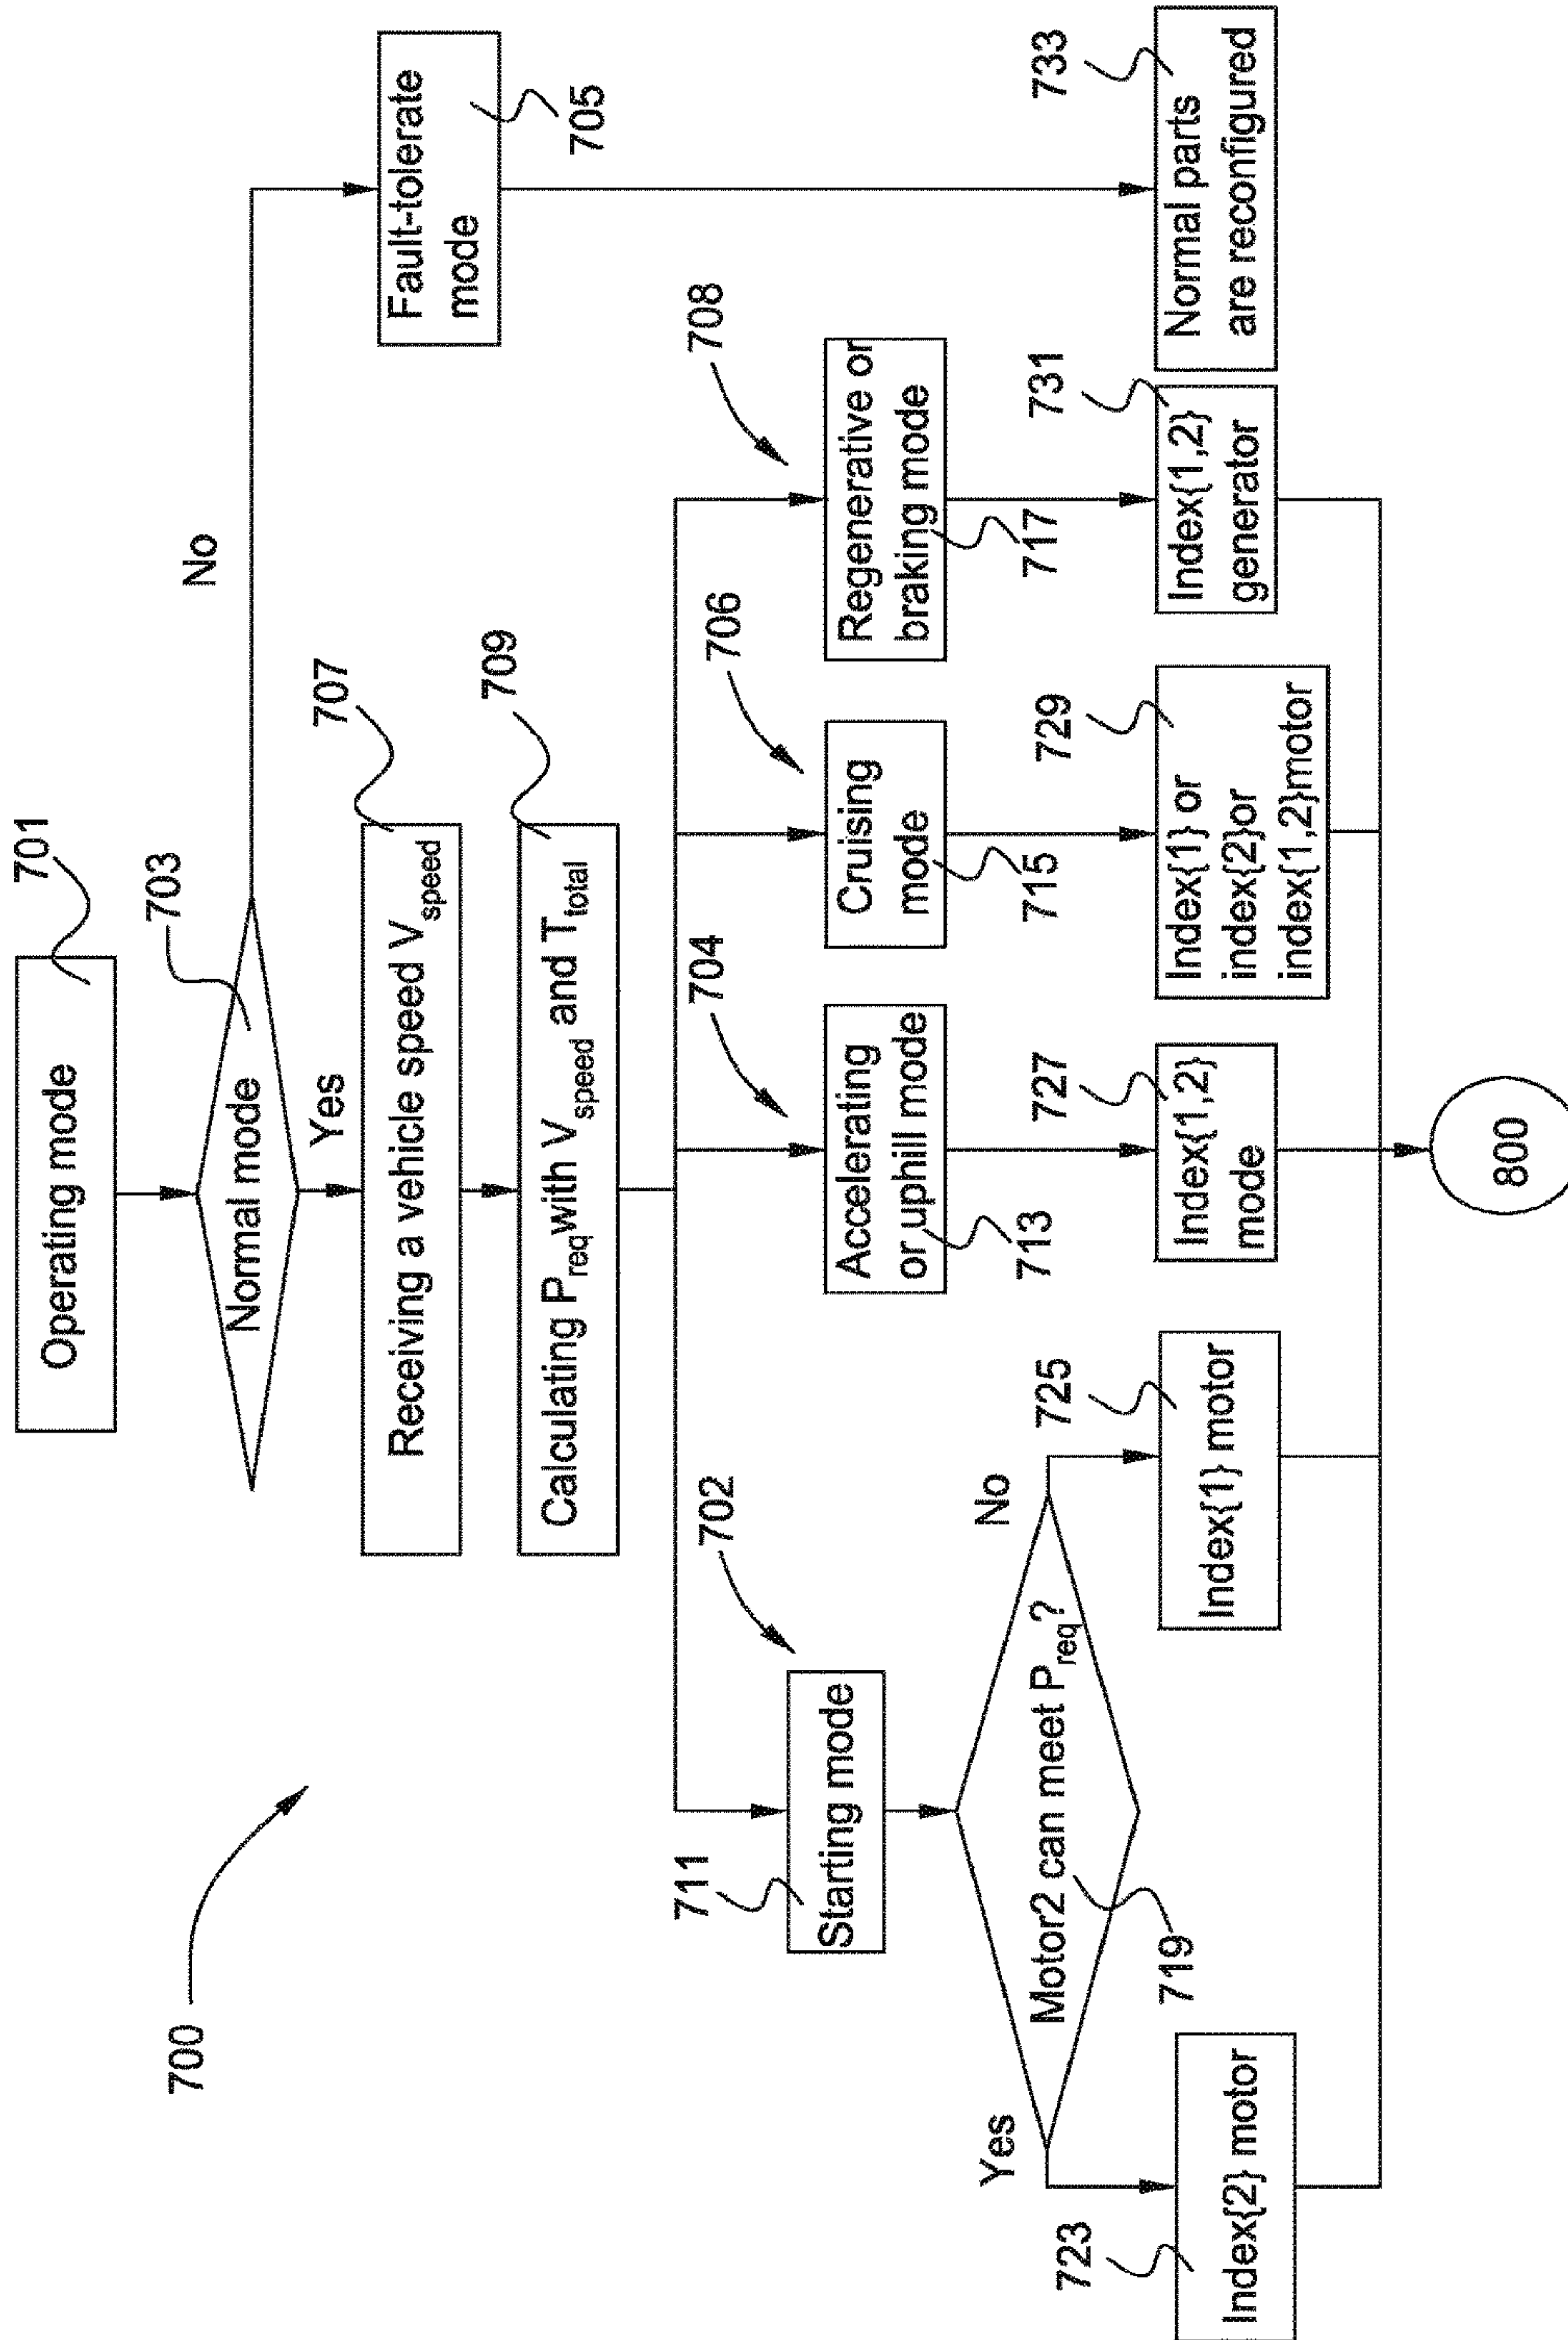 700
Operating mode
701
Normal mode
703
No
Yes
Receiving a vehicle speed V_speed
707
Calculating P_req with V_speed and T_total
709
Fault-tolerate
mode
705
702
704
706
708
711
Starting mode
Accelerating
or uphill mode
713
Cruising
mode
715
Regenerative or
braking mode
717
Yes
Motor2 can meet P_req?
719
No
723
Index{2} motor
725
Index{1} motor
727
Index{1,2}
mode
729
Index{1} or
index{2}or
index{1,2}motor
731
Index{1,2}
generator
733
Normal parts
are reconfigured
800